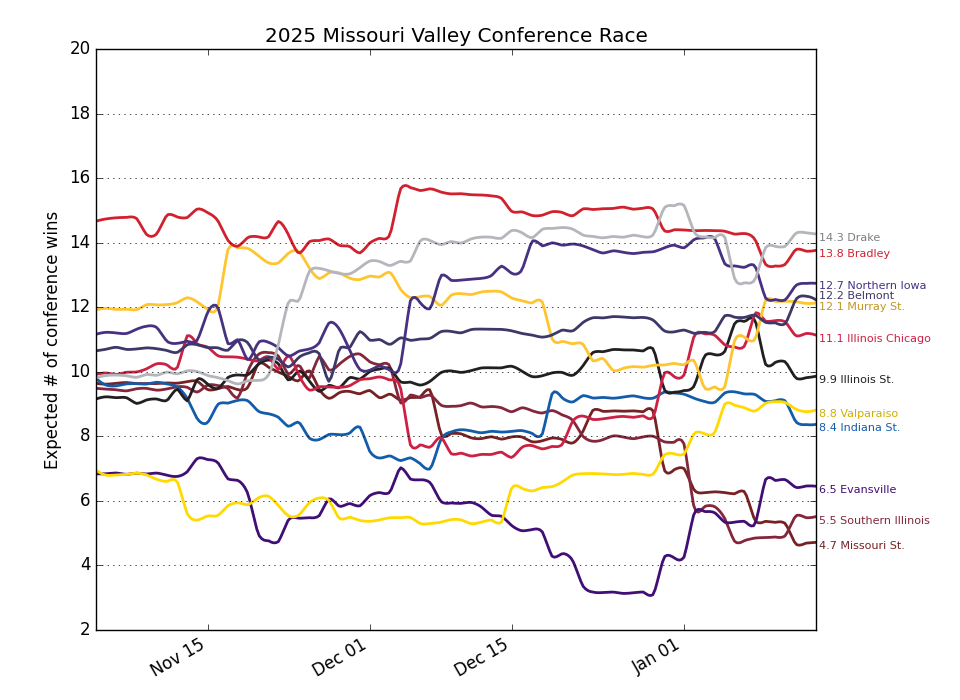 2025 Missouri Valley Conference Race
Expected # of conference wins
20
18
16
14
12
10
8
6
4
2
Nov 15
Dec 01
Dec 15
Jan 01
14.3 Drake
13.8 Bradley
12.7 Northern Iowa
12.2 Belmont
12.1 Murray St.
11.1 Illinois Chicago
9.9 Illinois St.
8.8 Valparaiso
8.4 Indiana St.
6.5 Evansville
5.5 Southern Illinois
4.7 Missouri St.